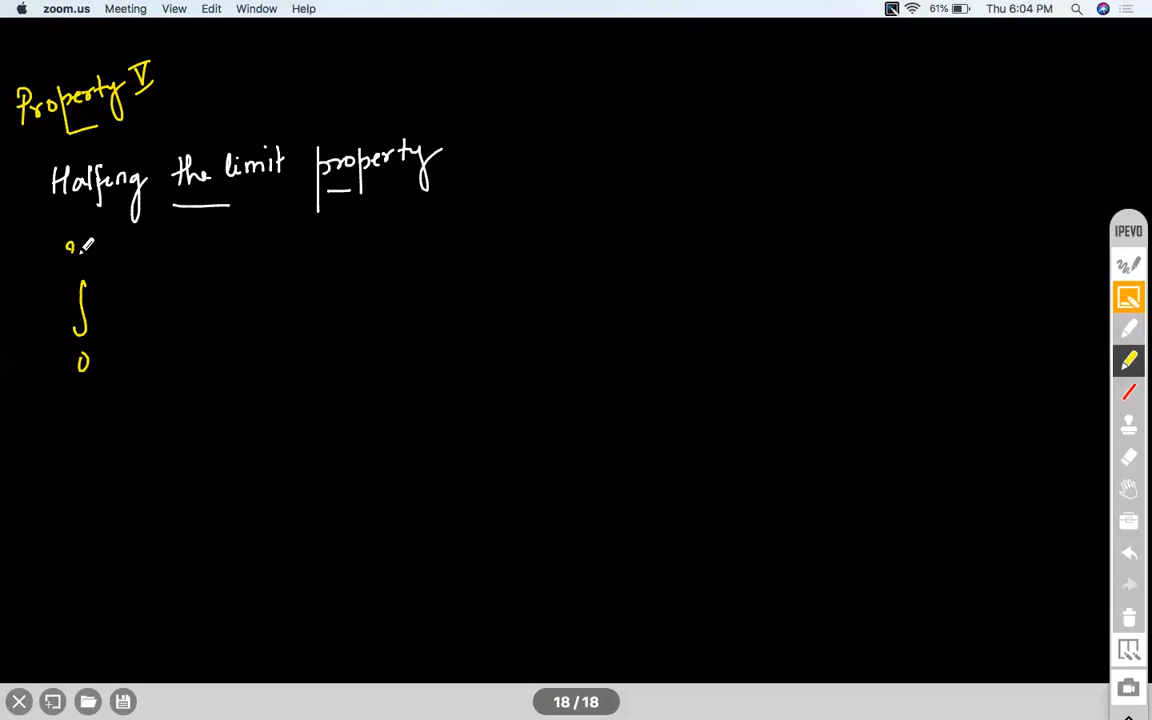 zoom.us Meeting View Edit Window Help 61% Thu 6:04 PM
Property V
Halfing the limit property
∫
0
IPEVO
18 / 18